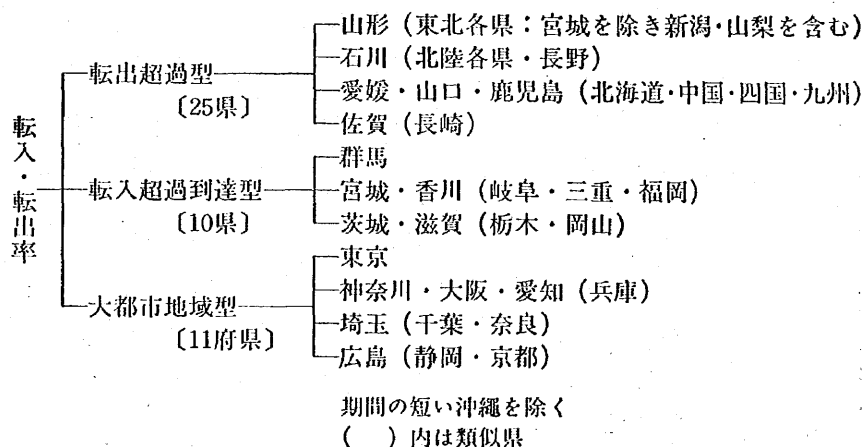 転入・転出率
転出超過型
〔25県〕
山形（東北各県：宮城を除き新潟・山梨を含む）
石川（北陸各県・長野）
愛媛・山口・鹿児島（北海道・中国・四国・九州）
佐賀（長崎）
転入超過到達型
〔10県〕
群馬
宮城・香川（岐阜・三重・福岡）
茨城・滋賀（栃木・岡山）
大都市地域型
〔11府県〕
東京
神奈川・大阪・愛知（兵庫）
埼玉（千葉・奈良）
広島（静岡・京都）
期間の短い沖縄を除く
（　）内は類似県